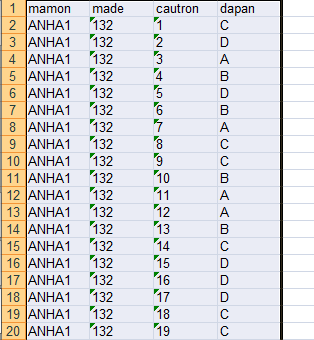 1 mamon made cautron dapan
2 ANHA1 132 1 C
3 ANHA1 132 2 D
4 ANHA1 132 3 A
5 ANHA1 132 4 B
6 ANHA1 132 5 D
7 ANHA1 132 6 B
8 ANHA1 132 7 A
9 ANHA1 132 8 C
10 ANHA1 132 9 C
11 ANHA1 132 10 B
12 ANHA1 132 11 A
13 ANHA1 132 12 A
14 ANHA1 132 13 B
15 ANHA1 132 14 C
16 ANHA1 132 15 D
17 ANHA1 132 16 D
18 ANHA1 132 17 D
19 ANHA1 132 18 C
20 ANHA1 132 19 C